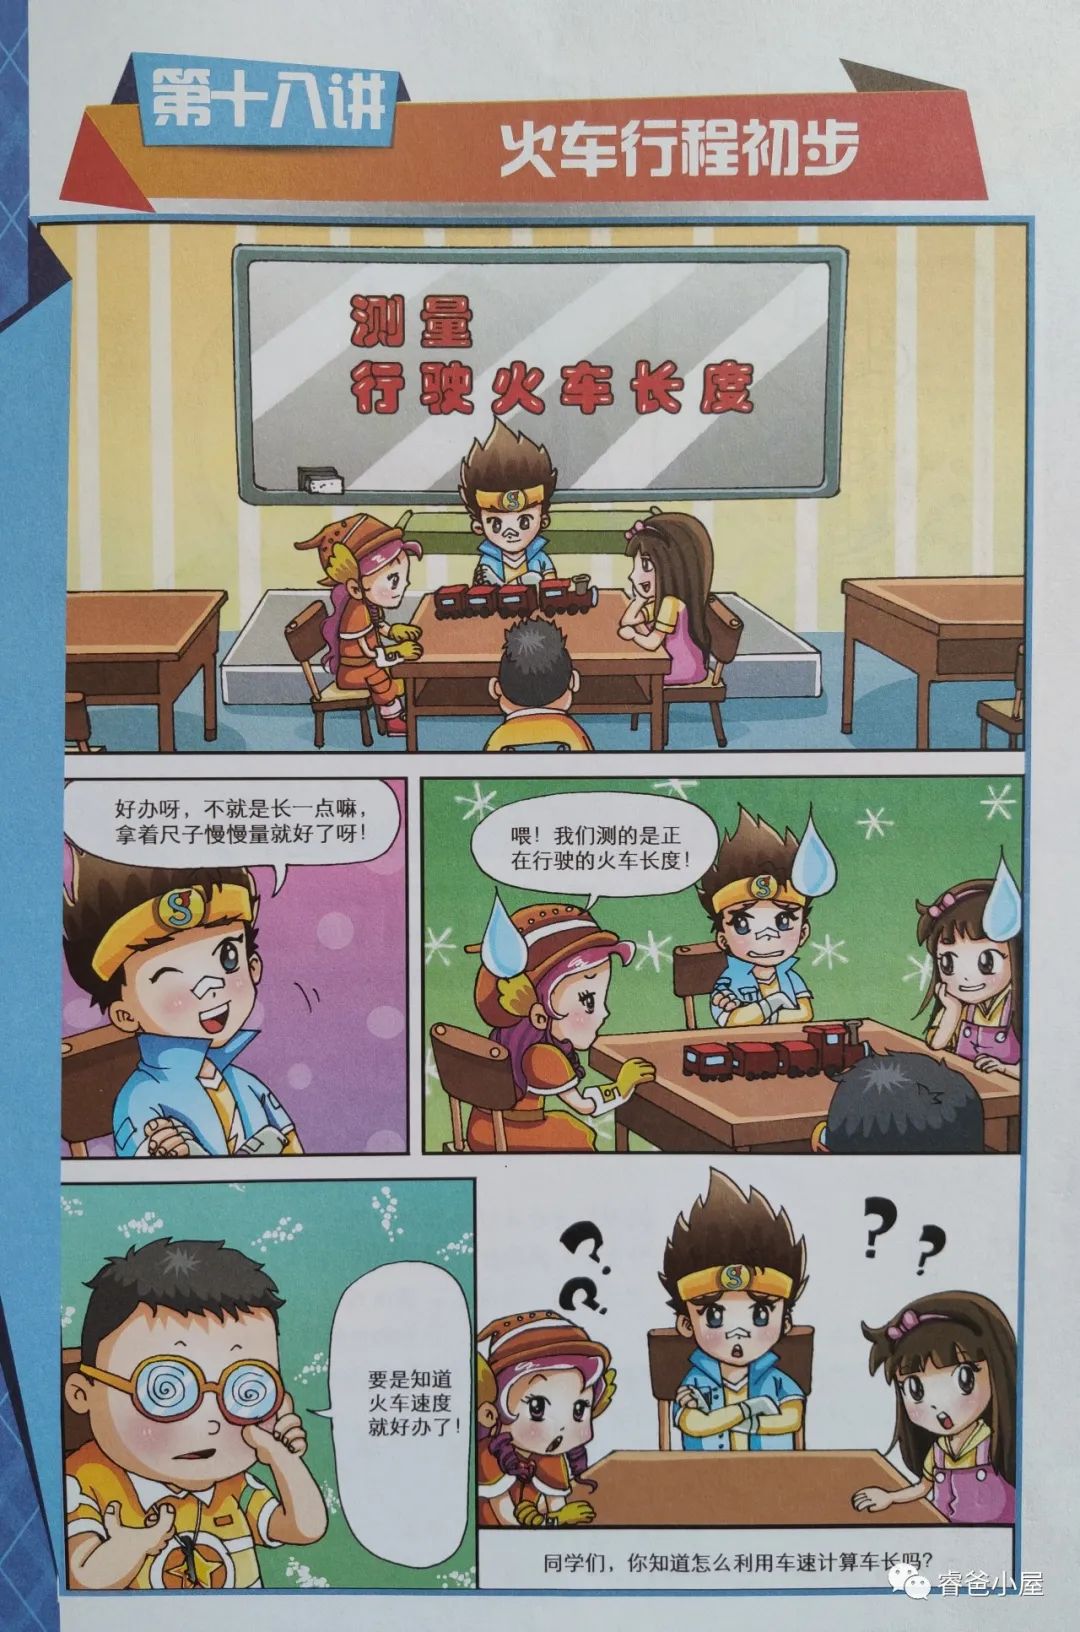 第十八讲
火车行程初步
测量
行驶火车长度
好办呀，不就是长一点嘛，
拿着尺子慢慢量就好了呀！
喂！我们测的是正
在行驶的火车长度！
要是知道
火车速度
就好办了！
？
？
？
？
同学们，你知道怎么利用车速计算车长吗？
睿爸小屋